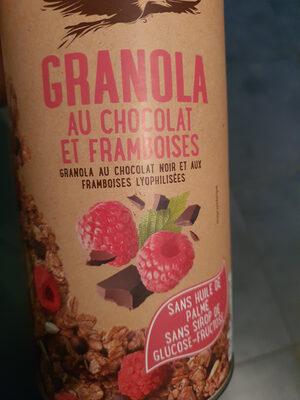 GRANOLA
AU CHOCOLAT
ET FRAMBOISES
GRANOLA AU CHOCOLAT NOIR ET AUX
FRAMBOISES LYOPHILISÉES
SANS HUILE DE
PALME
SANS SIROP DE
GLUCOSE-FRUCTOSE